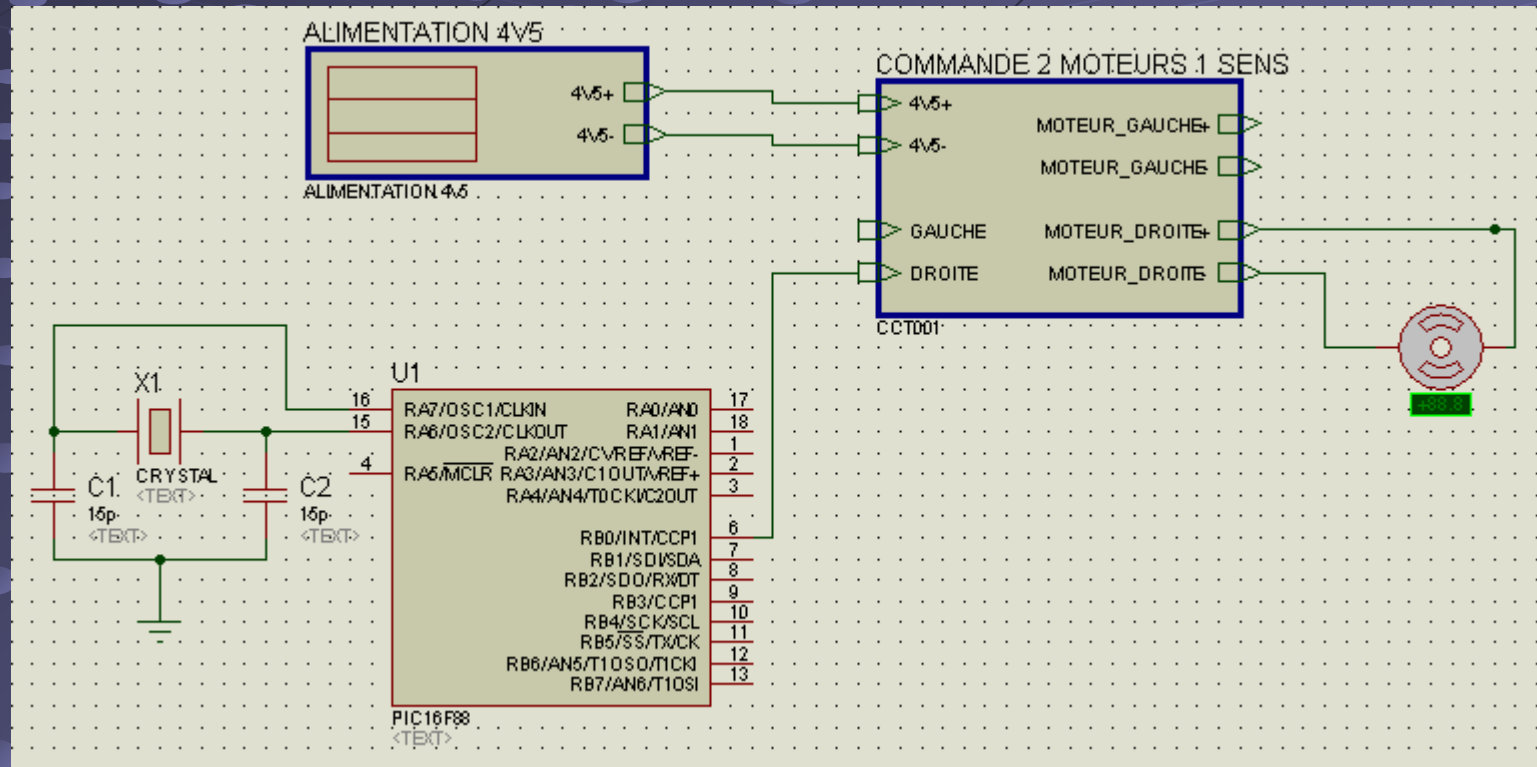 ALIMENTATION 4V5
4V5+
4V5-
ALIMENTATION 4V5
COMMANDE 2 MOTEURS 1 SENS
4V5+
4V5-
GAUCHE
DROITE
MOTEUR_GAUCHE+
MOTEUR_GAUCHE-
MOTEUR_DROITE+
MOTEUR_DROITE-
CCT001
X1
CRYSTAL
<TEXT>
C1
15p
<TEXT>
C2
15p
<TEXT>
U1
16 RA7/OSC1/CLKIN
15 RA6/OSC2/CLKOUT
4 RA5/MCLR
RA0/AN0 17
RA1/AN1 18
RA2/AN2/CVREF/VREF- 1
RA3/AN3/C1OUT/VREF+ 2
RA4/AN4/T0CKI/C2OUT 3
RB0/INT/CCP1 6
RB1/SDI/SDA 7
RB2/SDO/RX/DT 8
RB3/CCP1 9
RB4/SCK/SCL 10
RB5/SS/TX/CK 11
RB6/AN5/T1OSO/T1CKI 12
RB7/AN6/T1OSI 13
PIC16F88
<TEXT>
+88.8